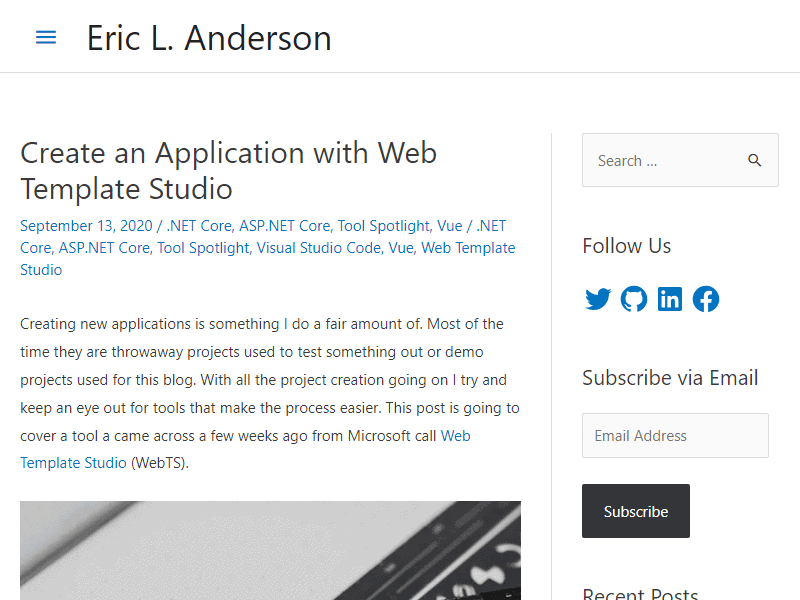 Eric L. Anderson
Create an Application with Web
Template Studio
September 13, 2020 / .NET Core, ASP.NET Core, Tool Spotlight, Vue / .NET
Core, ASP.NET Core, Tool Spotlight, Visual Studio Code, Vue, Web Template
Studio
Creating new applications is something I do a fair amount of. Most of the
time they are throwaway projects used to test something out or demo
projects used for this blog. With all the project creation going on I try and
keep an eye out for tools that make the process easier. This post is going to
cover a tool a came across a few weeks ago from Microsoft call Web
Template Studio (WebTS).
Search ...
Follow Us
Subscribe via Email
Email Address
Subscribe
Recent Posts